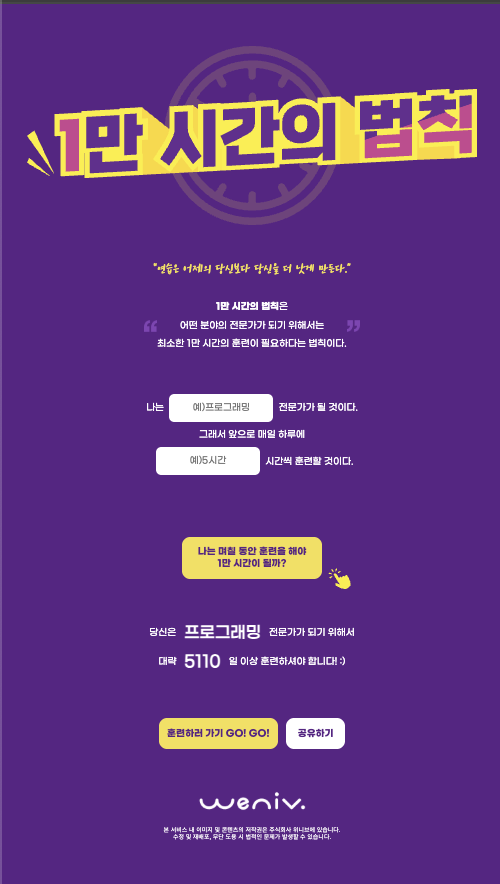 1만 시간의 법칙
"연습은 어제의 당신보다 당신을 더 낫게 만든다."
1만 시간의 법칙은
“ 어떤 분야의 전문가가 되기 위해서는 ”
최소한 1만 시간의 훈련이 필요하다는 법칙이다.
나는 예)프로그래밍 전문가가 될 것이다.
그래서 앞으로 매일 하루에
예)5시간 시간씩 훈련할 것이다.
나는 며칠 동안 훈련을 해야
1만 시간이 될까?
당신은 프로그래밍 전문가가 되기 위해서
대략 5110 일 이상 훈련하셔야 합니다! :)
훈련하러 가기 GO! GO! 공유하기
weniv.
본 서비스 내 이미지 및 콘텐츠의 저작권은 주식회사 위니브에 있습니다.
수정 및 재배포, 무단 도용 시 법적인 문제가 발생할 수 있습니다.